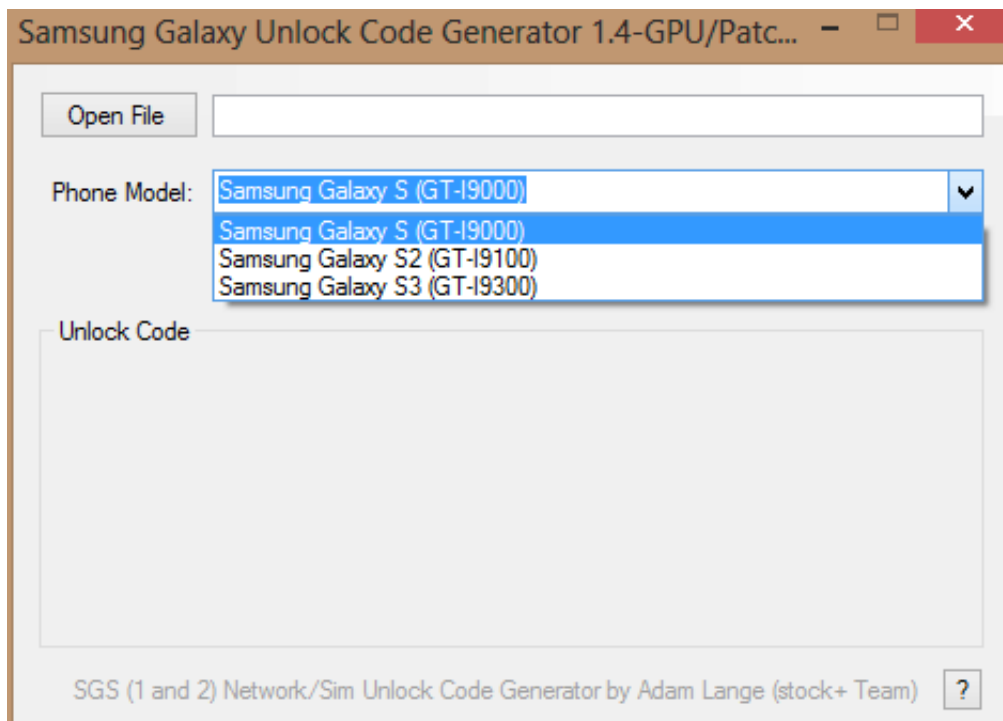 Samsung Galaxy Unlock Code Generator 1.4-GPU/Patc...
Open File
Phone Model: Samsung Galaxy S (GT-I9000)
Samsung Galaxy S (GT-I9000)
Samsung Galaxy S2 (GT-I9100)
Samsung Galaxy S3 (GT-I9300)
Unlock Code
SGS (1 and 2) Network/Sim Unlock Code Generator by Adam Lange (stock+ Team) ?